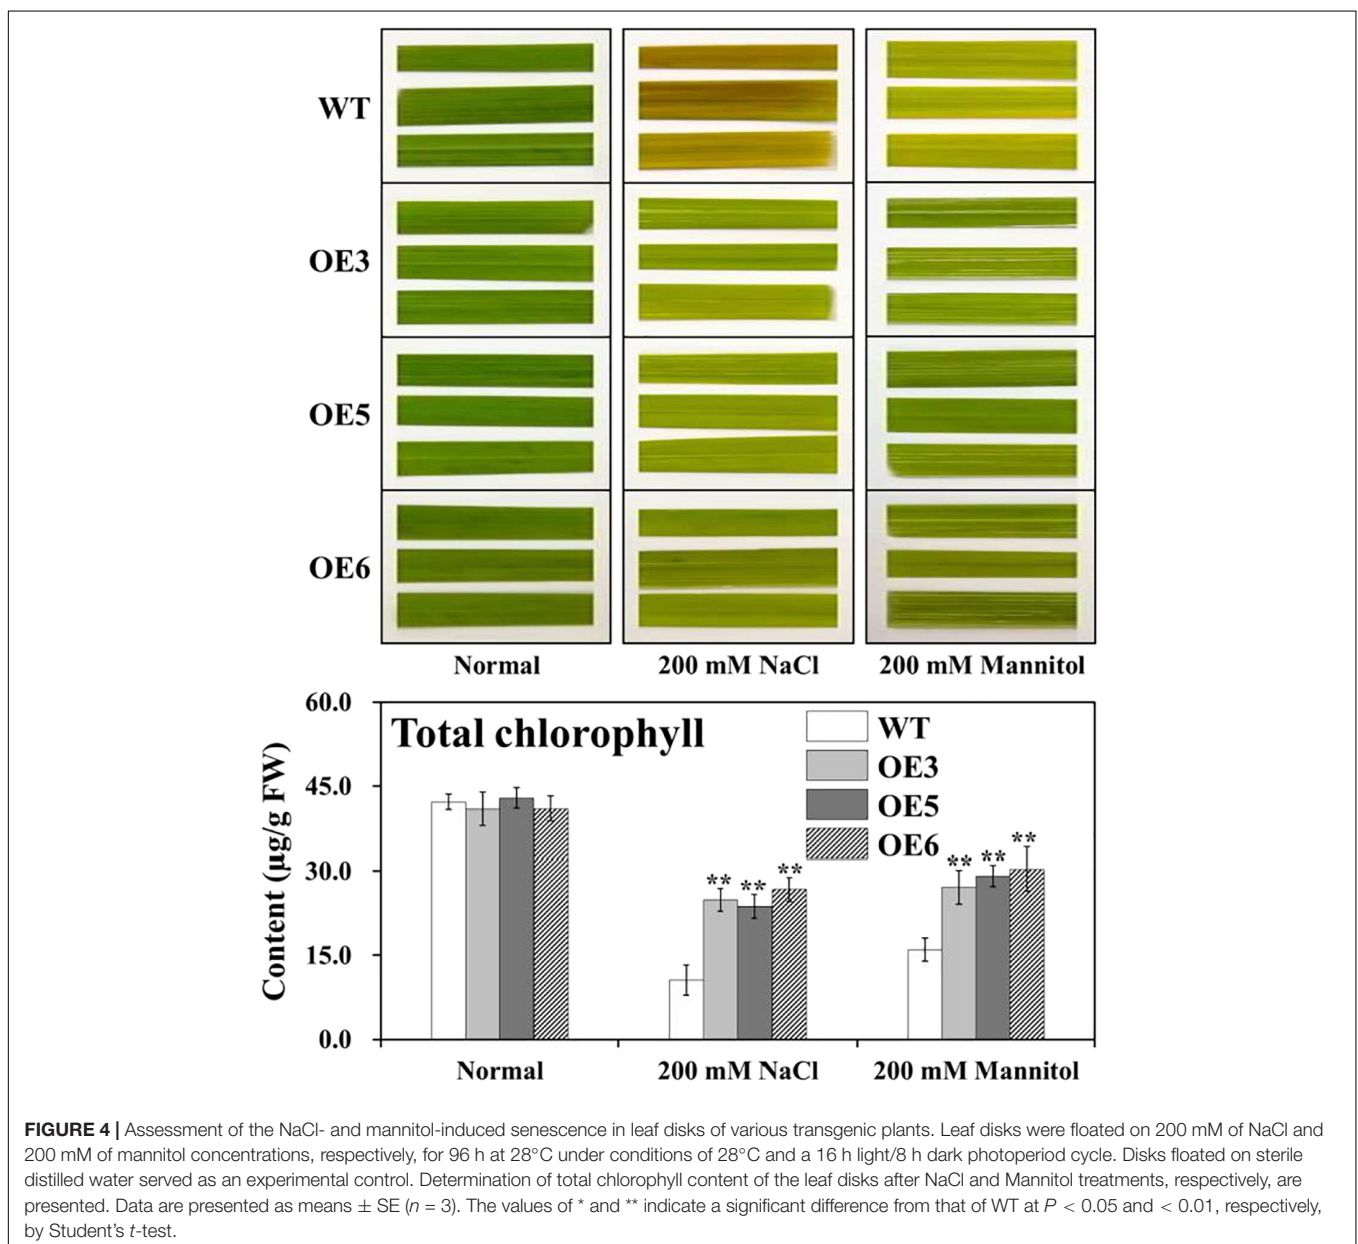 WT
OE3
OE5
OE6
Normal 200 mM NaCl 200 mM Mannitol
60.0
45.0
30.0
15.0
0.0
Content (µg/g FW)
Total chlorophyll
WT
OE3
OE5
OE6
** ** **
** ** **
Normal 200 mM NaCl 200 mM Mannitol
FIGURE 4 | Assessment of the NaCl- and mannitol-induced senescence in leaf disks of various transgenic plants. Leaf disks were floated on 200 mM of NaCl and
200 mM of mannitol concentrations, respectively, for 96 h at 28°C under conditions of 28°C and a 16 h light/8 h dark photoperiod cycle. Disks floated on sterile
distilled water served as an experimental control. Determination of total chlorophyll content of the leaf disks after NaCl and Mannitol treatments, respectively, are
presented. Data are presented as means ± SE (n = 3). The values of * and ** indicate a significant difference from that of WT at P < 0.05 and < 0.01, respectively,
by Student's t-test.